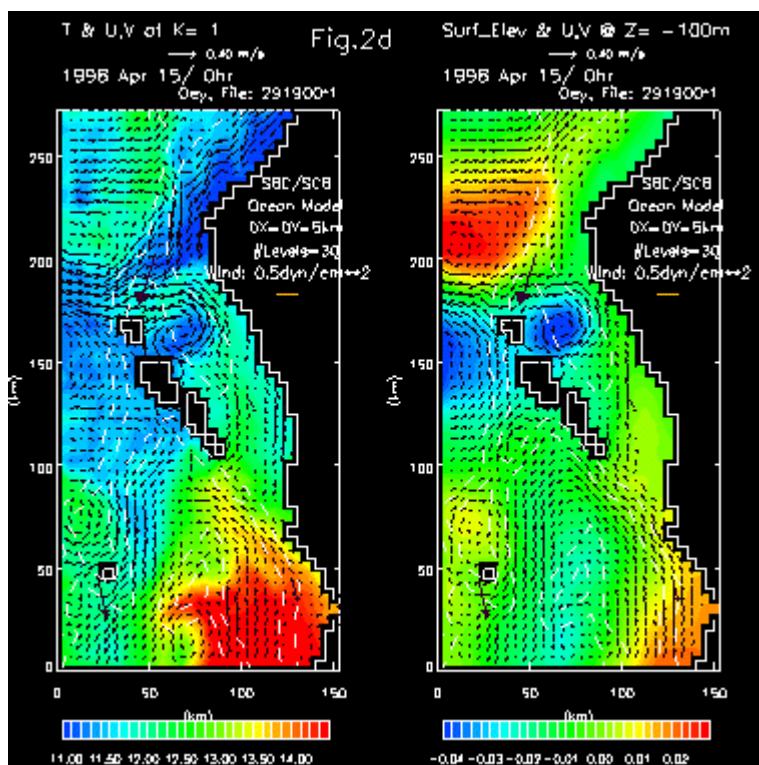 T & U,V at K= 1
0.40 m/s
Fig.2d
1996 Apr 15/ 0hr
Oey, File: 291900*1
250
200
150
100
50
0
(km)
SBC/SCB
Ocean Model
DX=DY=5km
#Levels=30
Wind: 0.5dyn/cm**2
0
50
100
150
(km)
11.00 11.50 12.00 12.50 13.00 13.50 14.00
Surf_Elev & U,V @ Z= -100m
0.40 m/s
1996 Apr 15/ 0hr
Oey, File: 291900*1
250
200
150
100
50
0
(km)
SBC/SCB
Ocean Model
DX=DY=5km
#Levels=30
Wind: 0.5dyn/cm**2
0
50
100
150
(km)
-0.04 -0.03 -0.02 -0.01 0.00 0.01 0.02